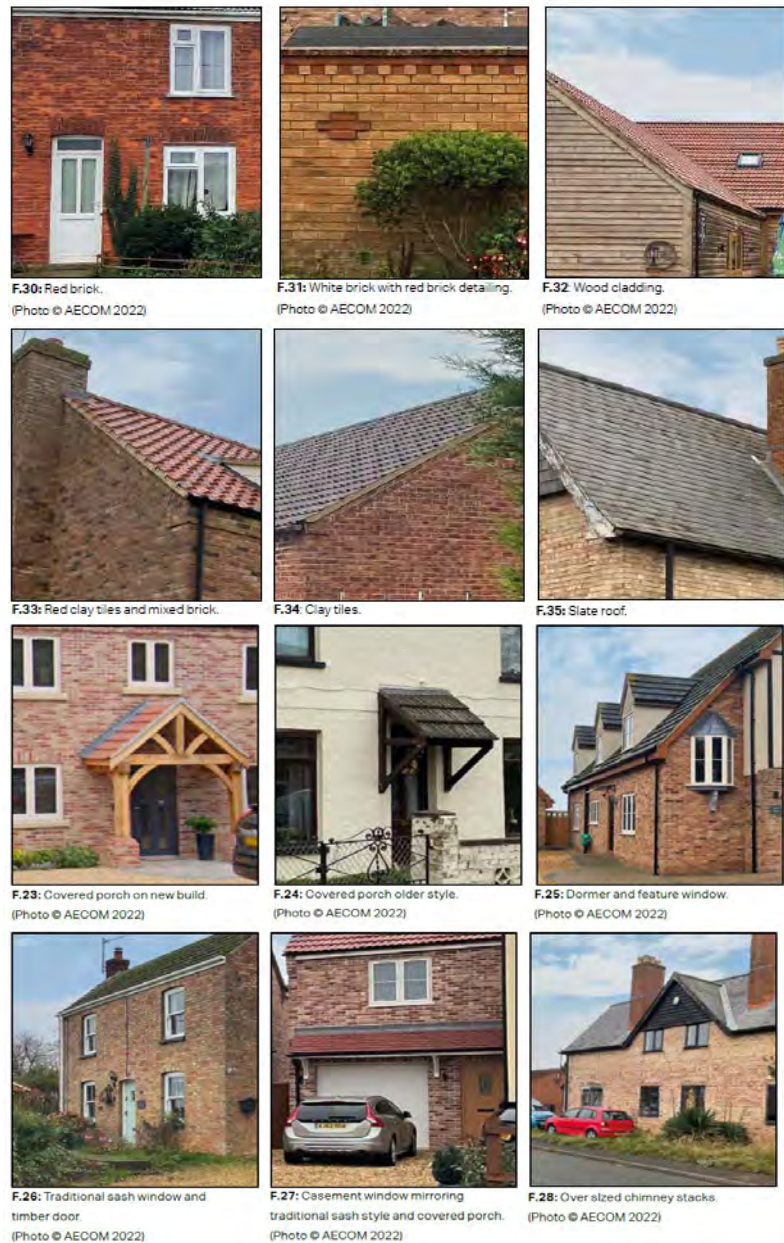 F.30: Red brick.
(Photo © AECOM 2022)
F.31: White brick with red brick detailing.
(Photo © AECOM 2022)
F.32: Wood cladding.
(Photo © AECOM 2022)
F.33: Red clay tiles and mixed brick.
F.34: Clay tiles.
F.35: Slate roof.
F.23: Covered porch on new build.
(Photo © AECOM 2022)
F.24: Covered porch older style.
(Photo © AECOM 2022)
F.25: Dormer and feature window.
(Photo © AECOM 2022)
F.26: Traditional sash window and
timber door.
(Photo © AECOM 2022)
F.27: Casement window mirroring
traditional sash style and covered porch.
(Photo © AECOM 2022)
F.28: Over sized chimney stacks.
(Photo © AECOM 2022)